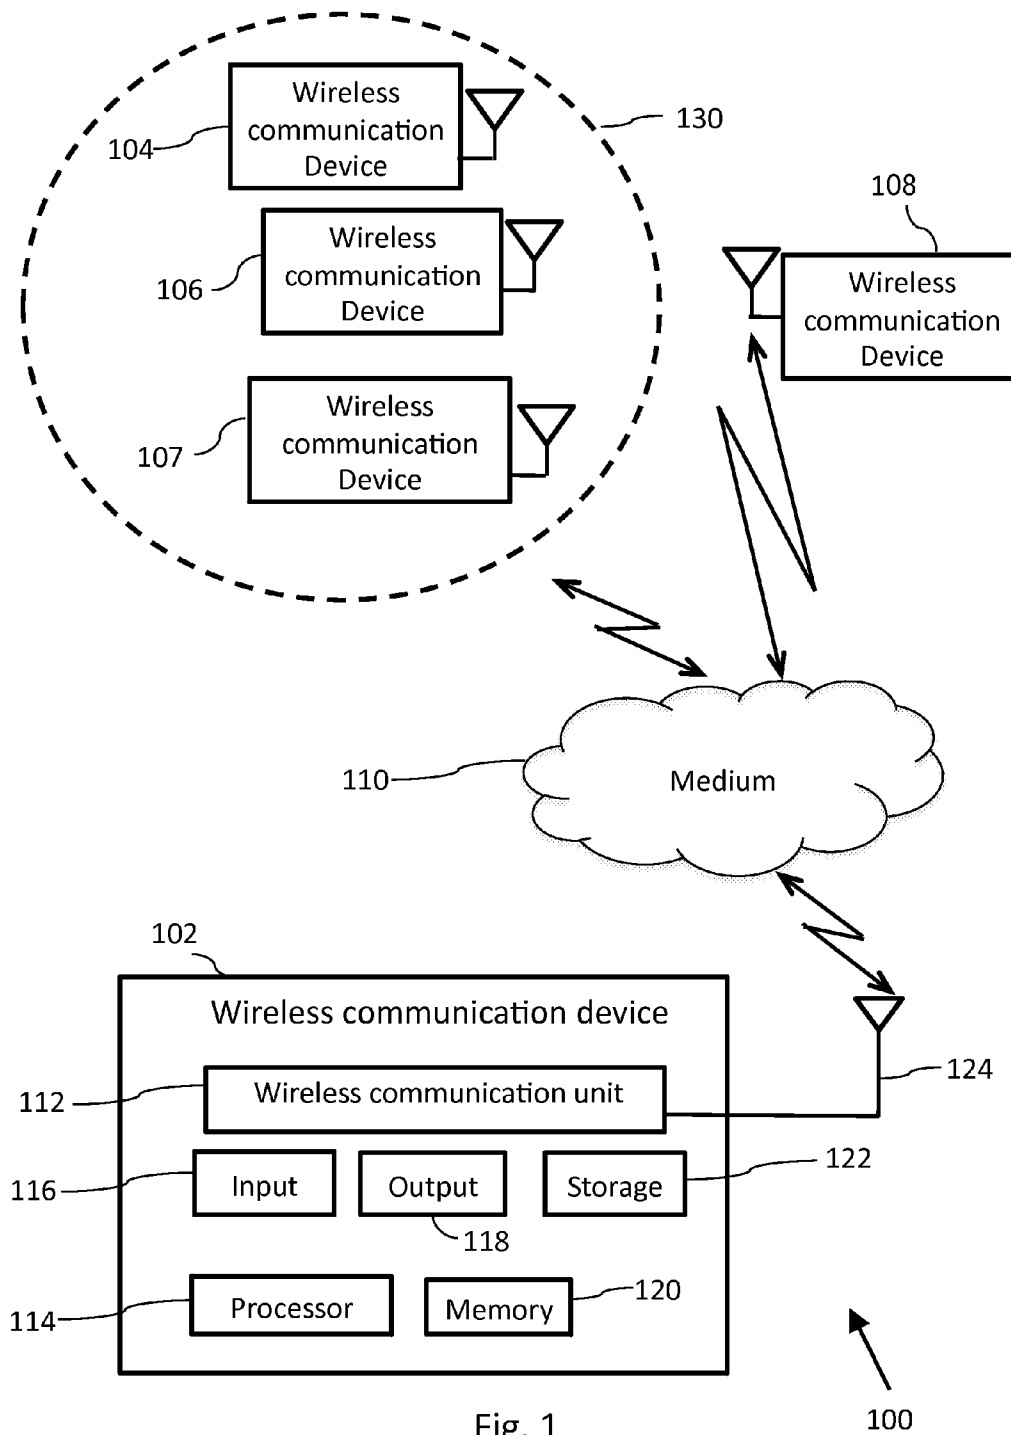 Wireless
communication
Device
104
130
Wireless
communication
Device
106
108
Wireless
communication
Device
Wireless
communication
Device
107
110
Medium
102
Wireless communication device
Wireless communication unit
112
124
116
Input
Output
Storage
122
118
114
Processor
Memory
120
100
Fig. 1